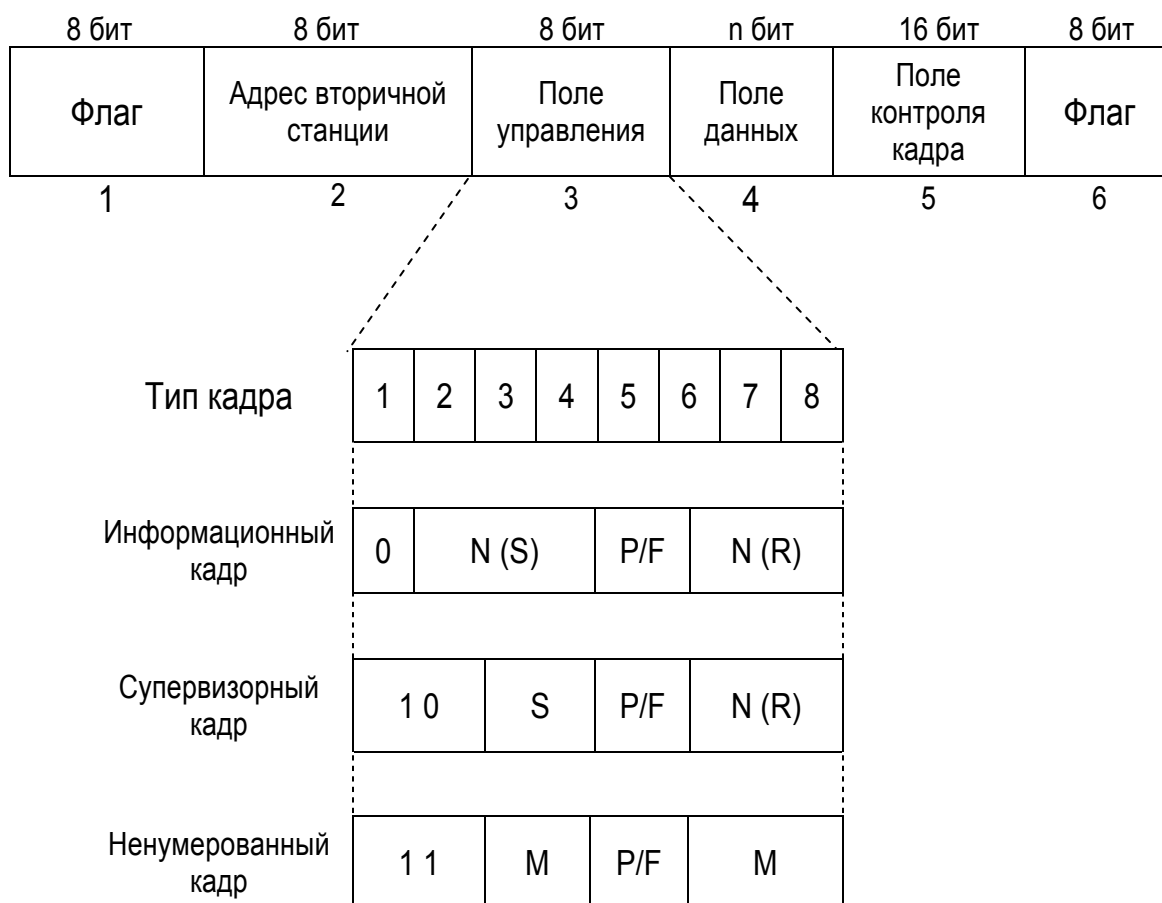 8 бит 8 бит 8 бит n бит 16 бит 8 бит
Флаг
Адрес вторичной
станции
Поле
управления
Поле
данных
Поле
контроля
кадра
Флаг
1 2 3 4 5 6
Тип кадра 1 2 3 4 5 6 7 8
Информационный
кадр
0 N (S) P/F N (R)
Супервизорный
кадр
1 0 S P/F N (R)
Ненумерованный
кадр
1 1 M P/F M